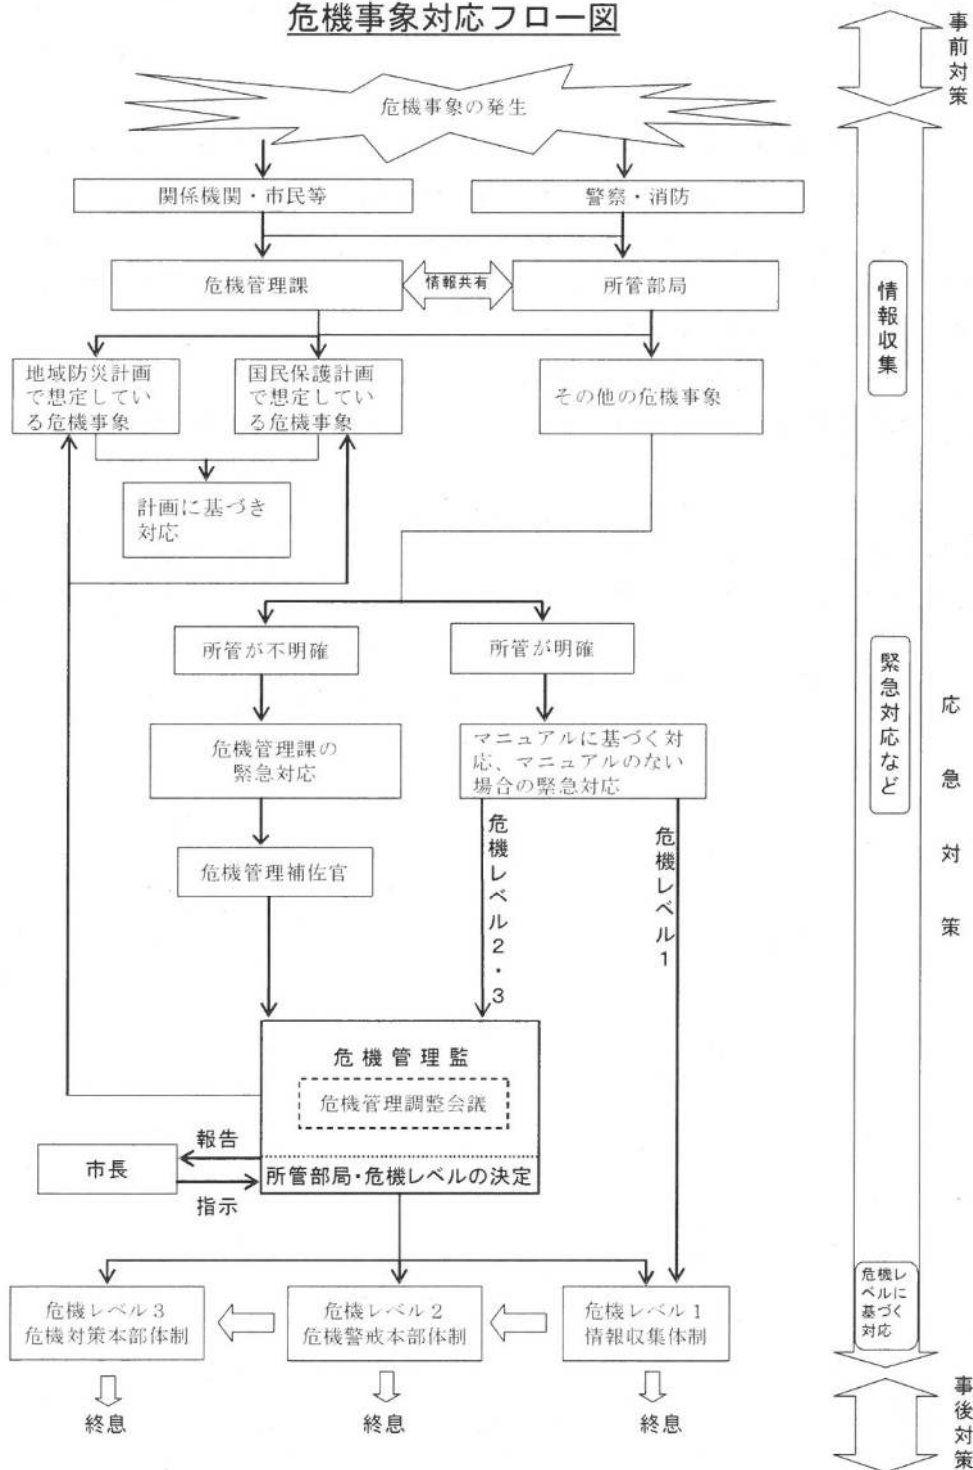 危機事象対応フロー図
事前対策
危機事象の発生
関係機関・市民等
警察・消防
危機管理課
情報共有
所管部局
情報収集
地域防災計画
で想定してい
る危機事象
国民保護計画
で想定してい
る危機事象
その他の危機事象
計画に基づき
対応
所管が不明確
所管が明確
緊急対応など
応急対策
危機管理課の
緊急対応
マニュアルに基づく対
応、マニュアルのない
場合の緊急対応
危機レベル2・3
危機レベル1
危機管理補佐官
危機管理監
危機管理調整会議
報告
市長
所管部局・危機レベルの決定
指示
危機レベル3
危機対策本部体制
危機レベル2
危機警戒本部体制
危機レベル1
情報収集体制
危機レ
ベルに
基づく
対応
終息
終息
終息
事後対策